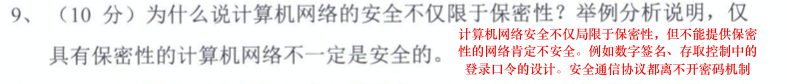 9、（10 分）为什么说计算机网络的安全不仅限于保密性？举例分析说明，仅
具有保密性的计算机网络不一定是安全的。
计算机网络安全不仅局限于保密性，但不能提供保密
性的网络肯定不安全。例如数字签名、存取控制中的
登录口令的设计。安全通信协议都离不开密码机制